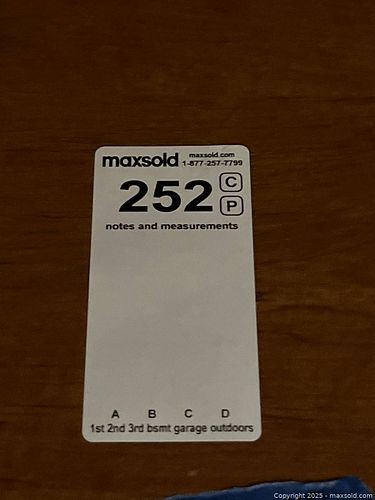 maxsold maxsold.com
1-877-257-7799
252 C
P
notes and measurements
A B C D
1st 2nd 3rd bsmt garage outdoors
Copyright © 2025 - maxsold.com